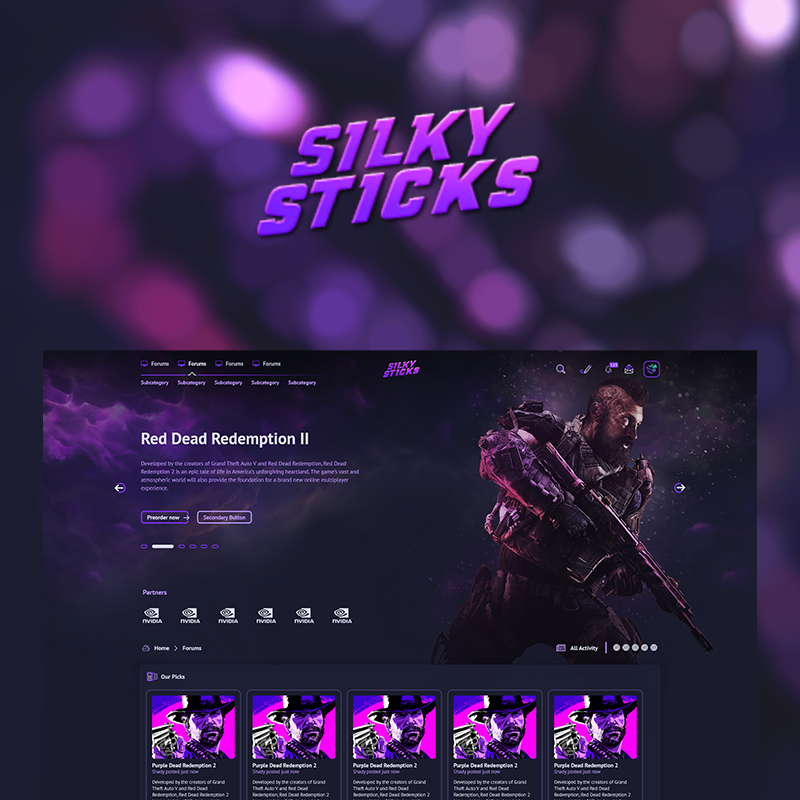 SILKY
STICKS
Forums Forums Forums Forums
SILKY
STICKS
Subcategory Subcategory Subcategory Subcategory Subcategory
Red Dead Redemption II
Developed by the creators of Grand Theft Auto V and Red Dead Redemption, Red Dead
Redemption 2 is an epic tale of life in America's unforgiving heartland. The game's vast and
atmospheric world will also provide the foundation for a brand new online multiplayer
experience.
Preorder now Secondary Button
Partners
NVIDIA NVIDIA NVIDIA NVIDIA NVIDIA NVIDIA
Home Forums All Activity
Our Picks
Purple Dead Redemption 2 Purple Dead Redemption 2 Purple Dead Redemption 2 Purple Dead Redemption 2 Purple Dead Redemption 2
Shady posted just now Shady posted just now Shady posted just now Shady posted just now Shady posted just now
Developed by the creators of Grand Developed by the creators of Grand Developed by the creators of Grand Developed by the creators of Grand Developed by the creators of Grand
Theft Auto V and Red Dead Theft Auto V and Red Dead Theft Auto V and Red Dead Theft Auto V and Red Dead Theft Auto V and Red Dead
Redemption, Red Dead Redemption 2 Redemption, Red Dead Redemption 2 Redemption, Red Dead Redemption 2 Redemption, Red Dead Redemption 2 Redemption, Red Dead Redemption 2